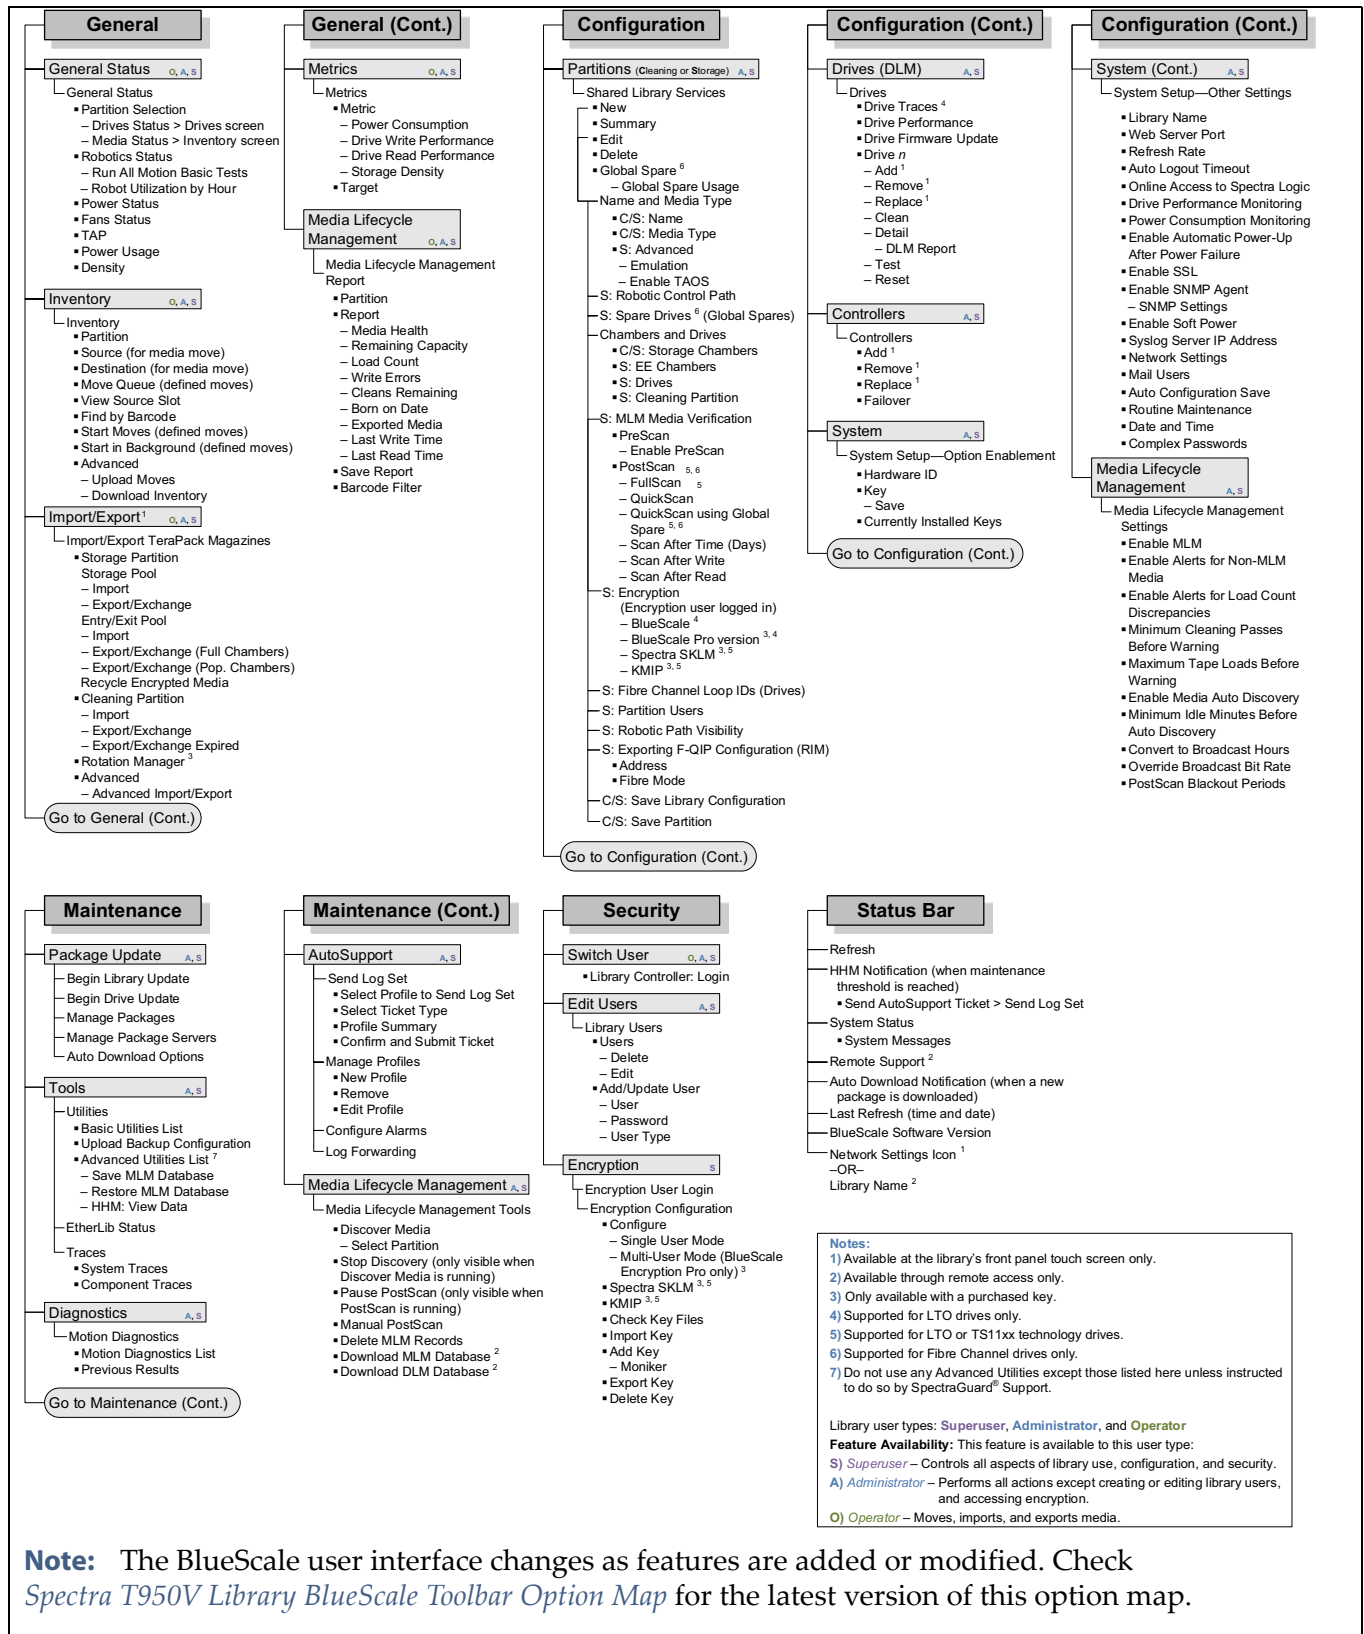 General
General Status O, A, S
General Status
▪ Partition Selection
– Drives Status > Drives screen
– Media Status > Inventory screen
▪ Robotics Status
– Run All Motion Basic Tests
– Robot Utilization by Hour
▪ Power Status
▪ Fans Status
▪ TAP
▪ Power Usage
▪ Density
Inventory O, A, S
Inventory
▪ Partition
▪ Source (for media move)
▪ Destination (for media move)
▪ Move Queue (defined moves)
▪ View Source Slot
▪ Find by Barcode
▪ Start Moves (defined moves)
▪ Start in Background (defined moves)
▪ Advanced
– Upload Moves
– Download Inventory
Import/Export 1 O, A, S
Import/Export TeraPack Magazines
▪ Storage Partition
Storage Pool
– Import
– Export/Exchange
Entry/Exit Pool
– Import
– Export/Exchange (Full Chambers)
– Export/Exchange (Pop. Chambers)
Recycle Encrypted Media
▪ Cleaning Partition
– Import
– Export/Exchange
– Export/Exchange Expired
▪ Rotation Manager 3
▪ Advanced
– Advanced Import/Export
Go to General (Cont.)
General (Cont.)
Metrics O, A, S
Metrics
▪ Metric
– Power Consumption
– Drive Write Performance
– Drive Read Performance
– Storage Density
▪ Target
Media Lifecycle
Management O, A, S
Media Lifecycle Management
Report
▪ Partition
▪ Report
– Media Health
– Remaining Capacity
– Load Count
– Write Errors
– Cleans Remaining
– Born on Date
– Exported Media
– Last Write Time
– Last Read Time
▪ Save Report
▪ Barcode Filter
Configuration
Partitions (Cleaning or Storage) A, S
Shared Library Services
▪ New
▪ Summary
▪ Edit
▪ Delete
▪ Global Spare 6
– Global Spare Usage
Name and Media Type
▪ C/S: Name
▪ C/S: Media Type
▪ S: Advanced
– Emulation
– Enable TAOS
S: Robotic Control Path
S: Spare Drives 6 (Global Spares)
Chambers and Drives
▪ C/S: Storage Chambers
▪ S: EE Chambers
▪ S: Drives
▪ S: Cleaning Partition
S: MLM Media Verification
▪ PreScan
– Enable PreScan
▪ PostScan 5, 6
– FullScan 5
– QuickScan
– QuickScan using Global
Spare 5, 6
– Scan After Time (Days)
– Scan After Write
– Scan After Read
S: Encryption
(Encryption user logged in)
– BlueScale 4
– BlueScale Pro version 3, 4
– Spectra SKLM 3, 5
– KMIP 3, 5
S: Fibre Channel Loop IDs (Drives)
S: Partition Users
S: Robotic Path Visibility
S: Exporting F-QIP Configuration (RIM)
▪ Address
▪ Fibre Mode
C/S: Save Library Configuration
C/S: Save Partition
Go to Configuration (Cont.)
Configuration (Cont.)
Drives (DLM) A, S
Drives
▪ Drive Traces 4
▪ Drive Performance
▪ Drive Firmware Update
▪ Drive n
– Add 1
– Remove 1
– Replace 1
– Clean
– Detail
– DLM Report
– Test
– Reset
Controllers A, S
Controllers
▪ Add 1
▪ Remove 1
▪ Replace 1
▪ Failover
System A, S
System Setup—Option Enablement
▪ Hardware ID
▪ Key
– Save
▪ Currently Installed Keys
Go to Configuration (Cont.)
Configuration (Cont.)
System (Cont.) A, S
System Setup—Other Settings
▪ Library Name
▪ Web Server Port
▪ Refresh Rate
▪ Auto Logout Timeout
▪ Online Access to Spectra Logic
▪ Drive Performance Monitoring
▪ Power Consumption Monitoring
▪ Enable Automatic Power-Up
After Power Failure
▪ Enable SSL
▪ Enable SNMP Agent
– SNMP Settings
▪ Enable Soft Power
▪ Syslog Server IP Address
▪ Network Settings
▪ Mail Users
▪ Auto Configuration Save
▪ Routine Maintenance
▪ Date and Time
▪ Complex Passwords
Media Lifecycle
Management A, S
Media Lifecycle Management
Settings
▪ Enable MLM
▪ Enable Alerts for Non-MLM
Media
▪ Enable Alerts for Load Count
Discrepancies
▪ Minimum Cleaning Passes
Before Warning
▪ Maximum Tape Loads Before
Warning
▪ Enable Media Auto Discovery
▪ Minimum Idle Minutes Before
Auto Discovery
▪ Convert to Broadcast Hours
▪ Override Broadcast Bit Rate
▪ PostScan Blackout Periods
Maintenance
Package Update A, S
Begin Library Update
Begin Drive Update
Manage Packages
Manage Package Servers
Auto Download Options
Tools A, S
Utilities
▪ Basic Utilities List
▪ Upload Backup Configuration
▪ Advanced Utilities List 7
– Save MLM Database
– Restore MLM Database
– HHM: View Data
EtherLib Status
Traces
▪ System Traces
▪ Component Traces
Diagnostics A, S
Motion Diagnostics
▪ Motion Diagnostics List
▪ Previous Results
Go to Maintenance (Cont.)
Maintenance (Cont.)
AutoSupport A, S
Send Log Set
▪ Select Profile to Send Log Set
▪ Select Ticket Type
▪ Profile Summary
▪ Confirm and Submit Ticket
Manage Profiles
▪ New Profile
▪ Remove
▪ Edit Profile
Configure Alarms
Log Forwarding
Media Lifecycle Management A, S
Media Lifecycle Management Tools
▪ Discover Media
– Select Partition
▪ Stop Discovery (only visible when
Discover Media is running)
▪ Pause PostScan (only visible when
PostScan is running)
▪ Manual PostScan
▪ Delete MLM Records
▪ Download MLM Database 2
▪ Download DLM Database 2
Security
Switch User O, A, S
▪ Library Controller: Login
Edit Users A, S
Library Users
▪ Users
– Delete
– Edit
▪ Add/Update User
– User
– Password
– User Type
Encryption S
Encryption User Login
Encryption Configuration
▪ Configure
– Single User Mode
– Multi-User Mode (BlueScale
Encryption Pro only) 3
▪ Spectra SKLM 3, 5
▪ KMIP 3, 5
▪ Check Key Files
▪ Import Key
▪ Add Key
– Moniker
▪ Export Key
▪ Delete Key
Status Bar
Refresh
HHM Notification (when maintenance
threshold is reached)
▪ Send AutoSupport Ticket > Send Log Set
System Status
▪ System Messages
Remote Support 2
Auto Download Notification (when a new
package is downloaded)
Last Refresh (time and date)
BlueScale Software Version
Network Settings Icon 1
–OR–
Library Name 2
Notes:
1) Available at the library's front panel touch screen only.
2) Available through remote access only.
3) Only available with a purchased key.
4) Supported for LTO drives only.
5) Supported for LTO or TS11xx technology drives.
6) Supported for Fibre Channel drives only.
7) Do not use any Advanced Utilities except those listed here unless instructed
to do so by SpectraGuard® Support.
Library user types: Superuser, Administrator, and Operator
Feature Availability: This feature is available to this user type:
S) Superuser – Controls all aspects of library use, configuration, and security.
A) Administrator – Performs all actions except creating or editing library users,
and accessing encryption.
O) Operator – Moves, imports, and exports media.
Note: The BlueScale user interface changes as features are added or modified. Check
Spectra T950V Library BlueScale Toolbar Option Map for the latest version of this option map.